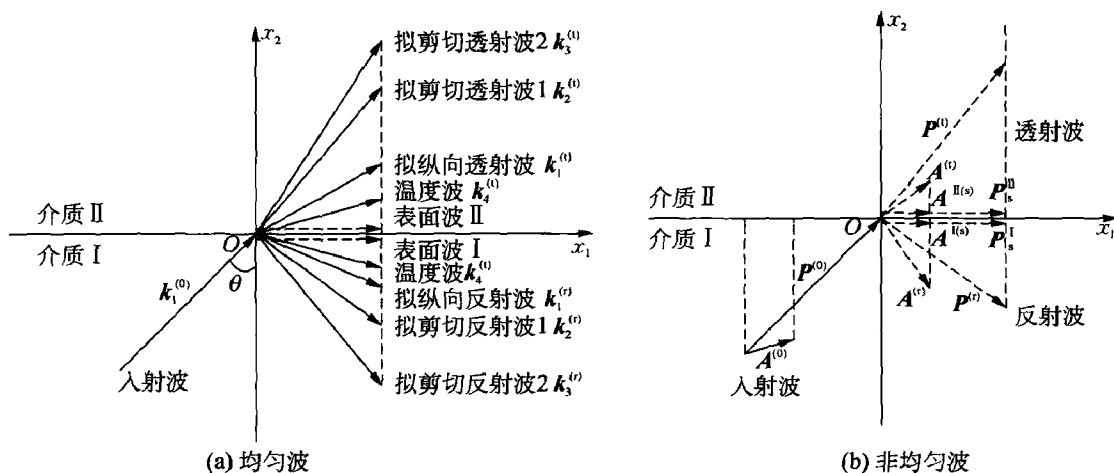 x₂
拟剪切透射波2 k₃⁽ᵗ⁾
拟剪切透射波1 k₂⁽ᵗ⁾
拟纵向透射波 k₁⁽ᵗ⁾
温度波 k₄⁽ᵗ⁾
介质Ⅱ
表面波Ⅱ
O
x₁
介质Ⅰ
表面波Ⅰ
温度波k₄⁽ᵗ⁾
θ
k₁⁽⁰⁾
拟纵向反射波 k₁⁽ʳ⁾
拟剪切反射波1 k₂⁽ʳ⁾
入射波
拟剪切反射波2 k₃⁽ʳ⁾
(a) 均匀波
x₂
P⁽ᵗ⁾
透射波
A⁽ᵗ⁾
介质Ⅱ
A^Ⅱ⁽ˢ⁾
Pₛ^Ⅱ
O
x₁
介质Ⅰ
A^Ⅰ⁽ˢ⁾
Pₛ^Ⅰ
P⁽⁰⁾
A⁽ʳ⁾
P⁽ʳ⁾
反射波
A⁽⁰⁾
入射波
(b) 非均匀波